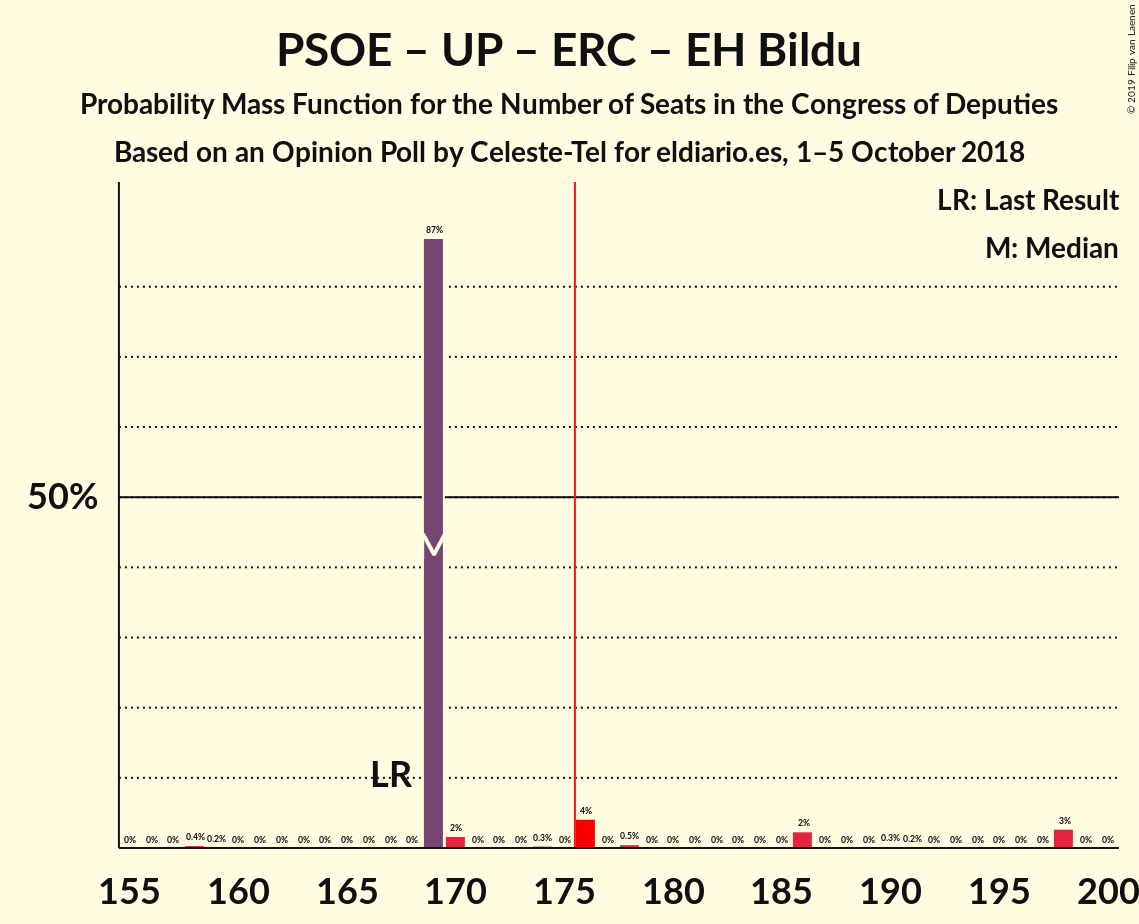 PSOE – UP – ERC – EH Bildu
Probability Mass Function for the Number of Seats in the Congress of Deputies
Based on an Opinion Poll by Celeste-Tel for eldiario.es, 1–5 October 2018
© 2019 Filip van Laenen
LR: Last Result
M: Median
50%
LR
0% 0% 0% 0.4% 0.2% 0% 0% 0% 0% 0% 0% 0% 0% 0% 87% 2% 0% 0% 0% 0.3% 0% 4% 0% 0.5% 0% 0% 0% 0% 0% 0% 0% 2% 0% 0% 0% 0.3% 0.2% 0% 0% 0% 0% 0% 0% 3% 0% 0%
155 160 165 170 175 180 185 190 195 200